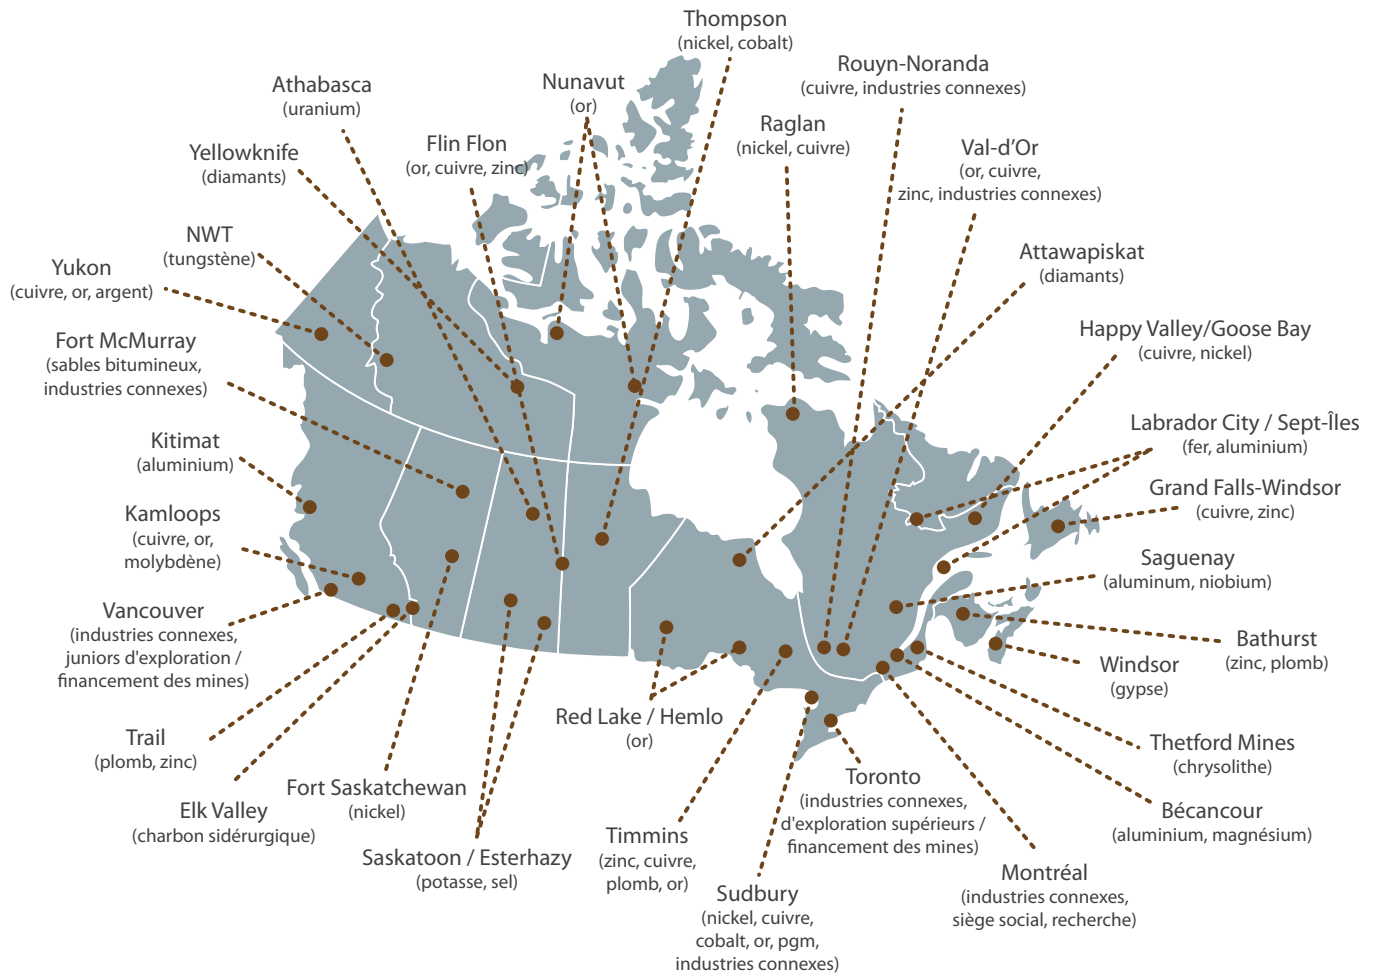 Thompson
(nickel, cobalt)
Rouyn-Noranda
(cuivre, industries connexes)
Athabasca
(uranium)
Nunavut
(or)
Raglan
(nickel, cuivre)
Flin Flon
(or, cuivre, zinc)
Val-d'Or
(or, cuivre,
zinc, industries connexes)
Yellowknife
(diamants)
NWT
(tungstène)
Attawapiskat
(diamants)
Yukon
(cuivre, or, argent)
Happy Valley/Goose Bay
(cuivre, nickel)
Fort McMurray
(sables bitumineux,
industries connexes)
Labrador City / Sept-Îles
(fer, aluminium)
Kitimat
(aluminium)
Grand Falls-Windsor
(cuivre, zinc)
Kamloops
(cuivre, or,
molybdène)
Saguenay
(aluminum, niobium)
Vancouver
(industries connexes,
juniors d'exploration /
financement des mines)
Bathurst
(zinc, plomb)
Windsor
(gypse)
Red Lake / Hemlo
(or)
Trail
(plomb, zinc)
Thetford Mines
(chrysolithe)
Fort Saskatchewan
(nickel)
Toronto
(industries connexes,
d'exploration supérieurs /
financement des mines)
Elk Valley
(charbon sidérurgique)
Bécancour
(aluminium, magnésium)
Timmins
(zinc, cuivre,
plomb, or)
Saskatoon / Esterhazy
(potasse, sel)
Montréal
(industries connexes,
siège social, recherche)
Sudbury
(nickel, cuivre,
cobalt, or, pgm,
industries connexes)